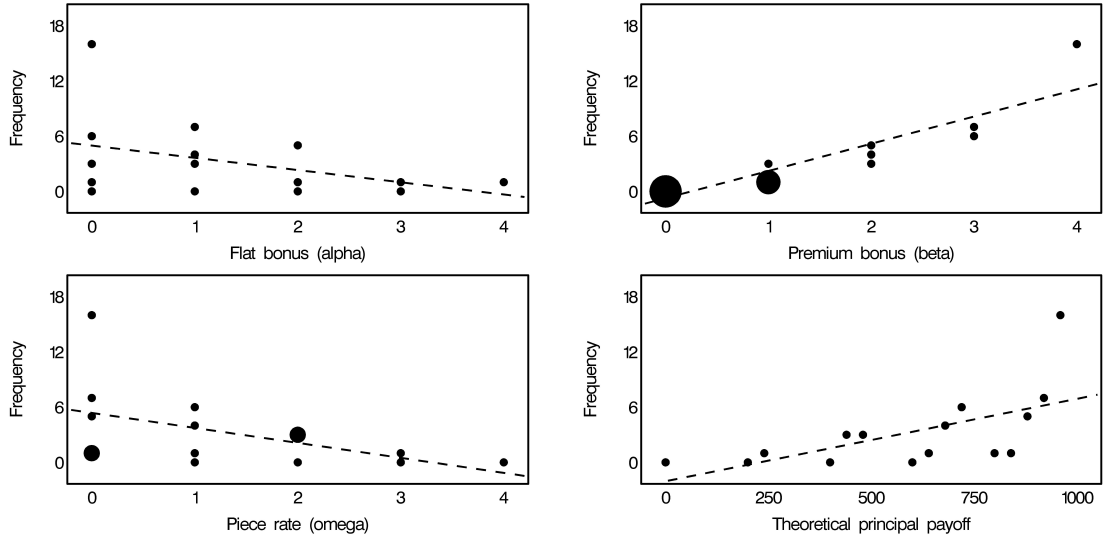 18
12
6
0
Frequency
0 1 2 3 4
Flat bonus (alpha)
18
12
6
0
Frequency
0 1 2 3 4
Premium bonus (beta)
18
12
6
0
Frequency
0 1 2 3 4
Piece rate (omega)
18
12
6
0
Frequency
0 250 500 750 1000
Theoretical principal payoff